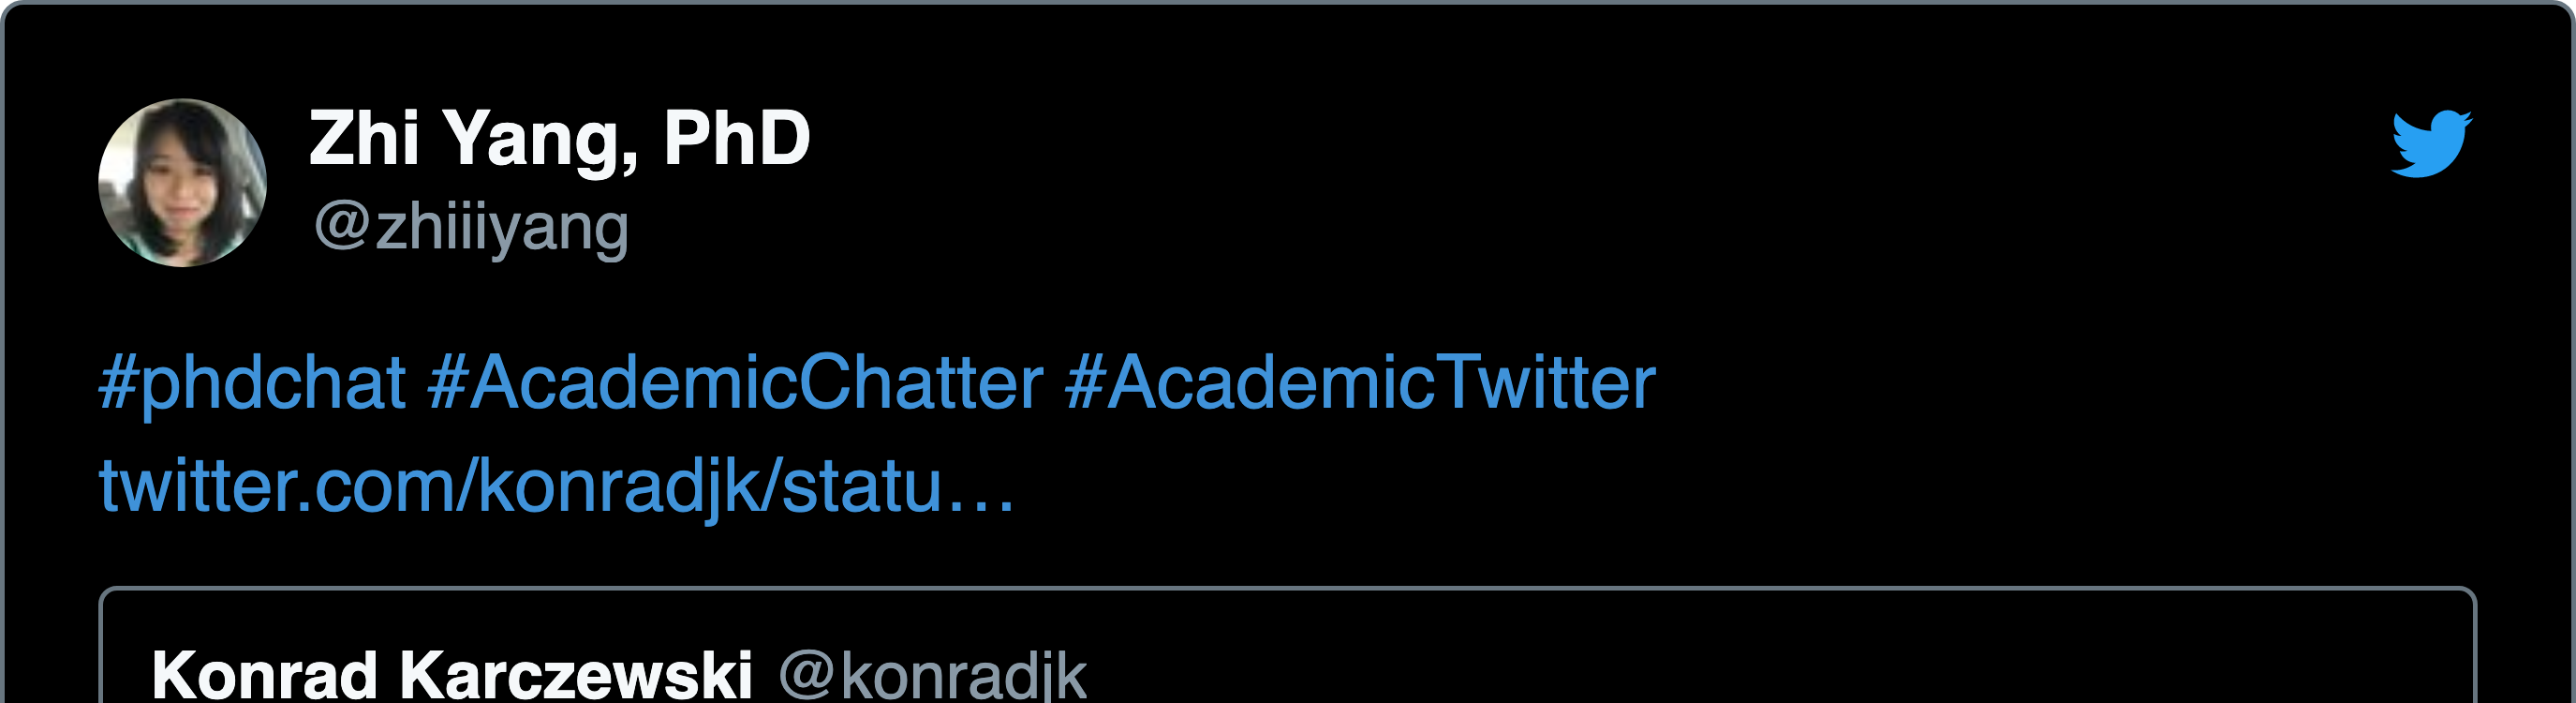 Zhi Yang, PhD
@zhiiiyang
#phdchat #AcademicChatter #AcademicTwitter
twitter.com/konradjk/statu…
Konrad Karczewski @konradjk